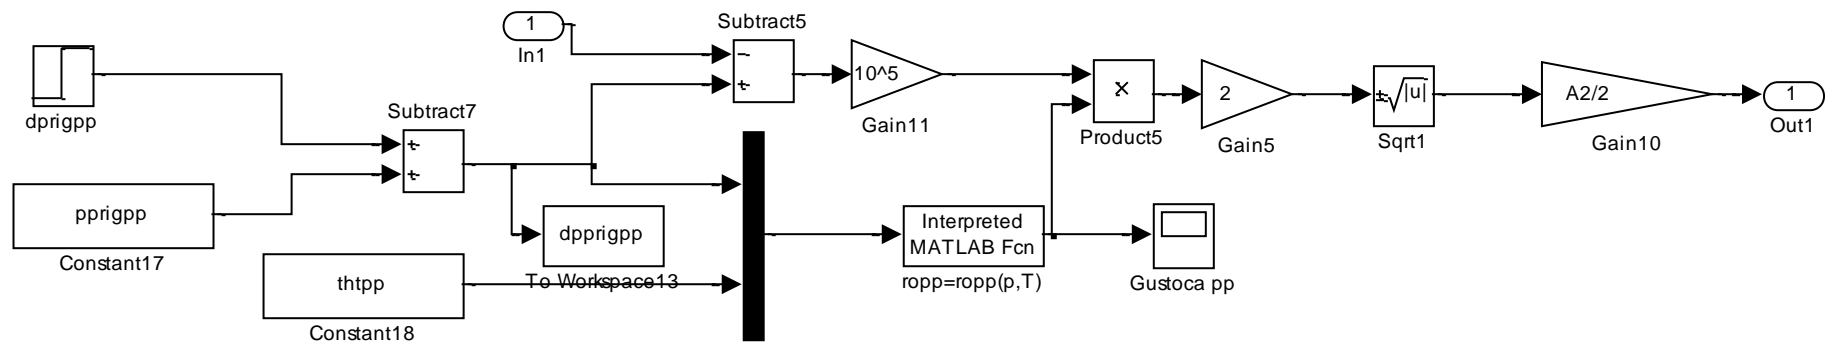 1
In1
Subtract5
−
+
10^5
Gain11
×
Product5
2
Gain5
±√|u|
Sqrt1
A2/2
Gain10
1
Out1
dprigpp
Subtract7
+
+
pprigpp
Constant17
dpprigpp
To Workspace13
thtpp
Constant18
Interpreted
MATLAB Fcn
ropp=ropp(p,T)
Gustoca pp